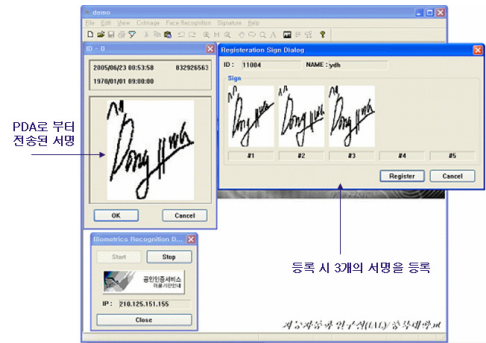 demo
File Edit View CxImage Face Recognition Signature Help
ID - 0
2005/06/23 00:53:58 832926563
1970/01/01 09:00:00
OK Cancel
PDA로 부터
전송된 서명
Registeration Sign Dialog
ID : 11004 NAME : ydh
Sign
#1 #2 #3 #4 #5
Register Cancel
등록 시 3개의 서명을 등록
Biometrics Recognition D...
Start Stop
공인인증서비스
IP : 210.125.151.155
Close